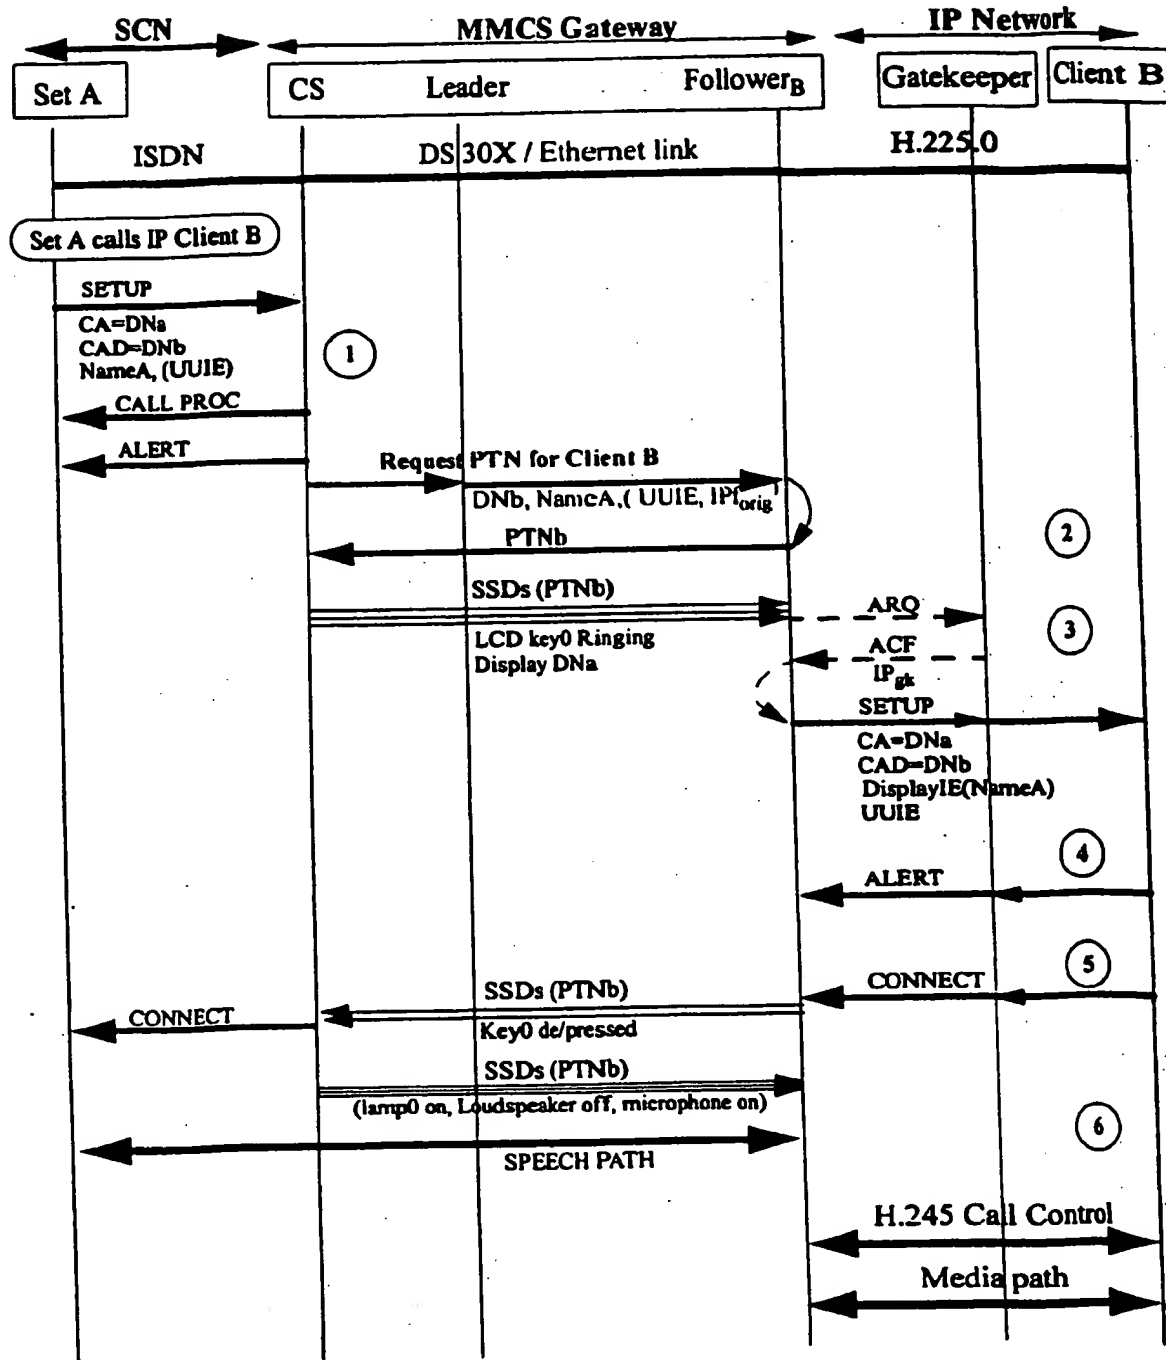 SCN MMCS Gateway IP Network
Set A CS Leader FollowerB Gatekeeper Client B
ISDN DS 30X / Ethernet link H.225.0
Set A calls IP Client B
SETUP
CA=DNa
CAD=DNb
NameA, (UUIE)
1
CALL PROC
ALERT
Request PTN for Client B
DNb, NameA,( UUIE, IPforig)
PTNb
2
SSDs (PTNb)
ARQ
LCD key0 Ringing
Display DNa
3
ACF
IPgk
SETUP
CA=DNa
CAD=DNb
DisplayIE(NameA)
UUIE
4
ALERT
5
CONNECT
SSDs (PTNb)
CONNECT
Key0 de/pressed
SSDs (PTNb)
(lamp0 on, Loudspeaker off, microphone on)
6
SPEECH PATH
H.245 Call Control
Media path